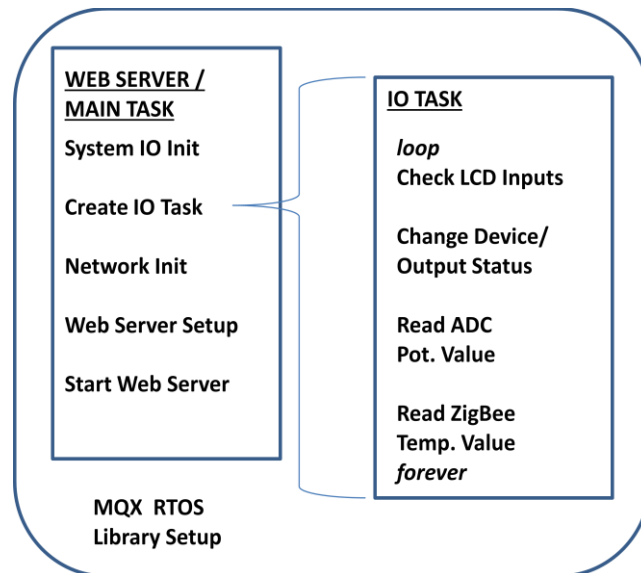 WEB SERVER /
MAIN TASK
System IO Init
Create IO Task
Network Init
Web Server Setup
Start Web Server
IO TASK
loop
Check LCD Inputs
Change Device/
Output Status
Read ADC
Pot. Value
Read ZigBee
Temp. Value
forever
MQX RTOS
Library Setup